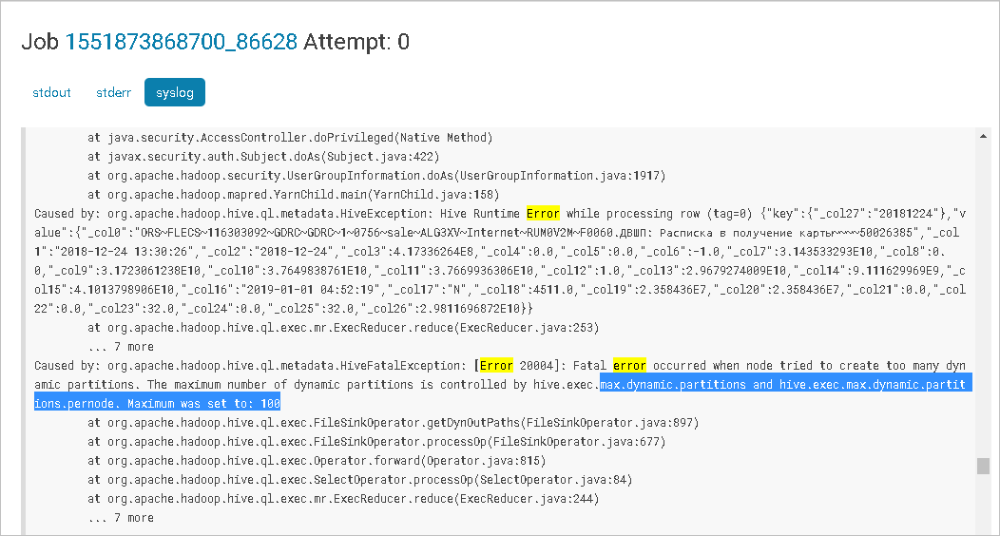 Job 1551873868700_86628 Attempt: 0
stdout stderr syslog
at java.security.AccessController.doPrivileged(Native Method)
at javax.security.auth.Subject.doAs(Subject.java:422)
at org.apache.hadoop.security.UserGroupInformation.doAs(UserGroupInformation.java:1917)
at org.apache.hadoop.mapred.YarnChild.main(YarnChild.java:158)
Caused by: org.apache.hadoop.hive.ql.metadata.HiveException: Hive Runtime Error while processing row (tag=0) {"key":{"_col27":"20181224"},"v
alue":{"_col0":"ORS~FLECS~116303092~GDRC~GDRC~1~0756~sale~ALG3XV~Internet~RUM0V2M~F0060.ДВШП: Расписка в получение карты~~~~50026385","_col
1":"2018-12-24 13:30:26","_col2":"2018-12-24","_col3":4.17336264E8,"_col4":0.0,"_col5":0.0,"_col6":-1.0,"_col7":3.143533293E10,"_col8":0.
0,"_col9":3.1723061238E10,"_col10":3.7649838761E10,"_col11":3.7669936306E10,"_col12":1.0,"_col13":2.9679274009E10,"_col14":9.111629969E9,"_c
ol15":4.1013798906E10,"_col16":"2019-01-01 04:52:19","_col17":"N","_col18":4511.0,"_col19":2.358436E7,"_col20":2.358436E7,"_col21":0.0,"_col
22":0.0,"_col23":32.0,"_col24":0.0,"_col25":32.0,"_col26":2.9811696872E10}}
at org.apache.hadoop.hive.ql.exec.mr.ExecReducer.reduce(ExecReducer.java:253)
... 7 more
Caused by: org.apache.hadoop.hive.ql.metadata.HiveFatalException: [Error 20004]: Fatal error occurred when node tried to create too many dyn
amic partitions. The maximum number of dynamic partitions is controlled by hive.exec.max.dynamic.partitions and hive.exec.max.dynamic.partit
ions.pernode. Maximum was set to: 100
at org.apache.hadoop.hive.ql.exec.FileSinkOperator.getDynOutPaths(FileSinkOperator.java:897)
at org.apache.hadoop.hive.ql.exec.FileSinkOperator.processOp(FileSinkOperator.java:677)
at org.apache.hadoop.hive.ql.exec.Operator.forward(Operator.java:815)
at org.apache.hadoop.hive.ql.exec.SelectOperator.processOp(SelectOperator.java:84)
at org.apache.hadoop.hive.ql.exec.mr.ExecReducer.reduce(ExecReducer.java:244)
... 7 more